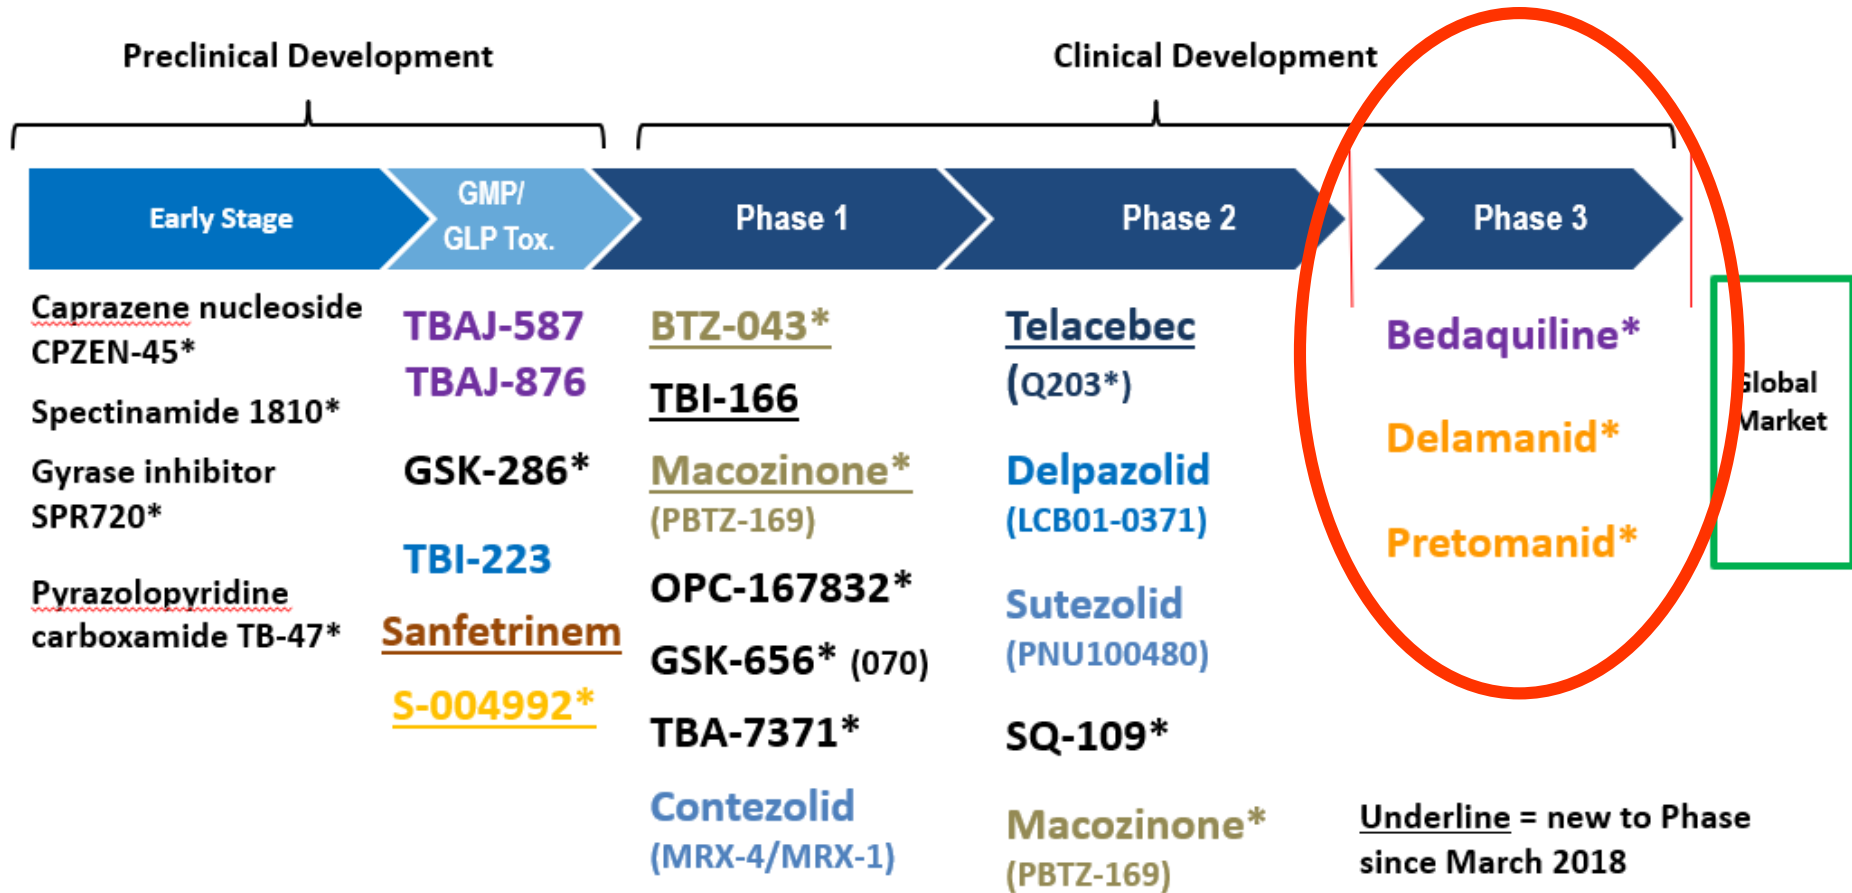 Preclinical Development
Clinical Development
Early Stage
GMP/
GLP Tox.
Phase 1
Phase 2
Phase 3
Caprazene nucleoside
CPZEN-45*
Spectinamide 1810*
Gyrase inhibitor
SPR720*
Pyrazolopyridine
carboxamide TB-47*
TBAJ-587
TBAJ-876
GSK-286*
TBI-223
Sanfetrinem
S-004992*
BTZ-043*
TBI-166
Macozinone*
(PBTZ-169)
OPC-167832*
GSK-656* (070)
TBA-7371*
Contezolid
(MRX-4/MRX-1)
Telacebec
(Q203*)
Delpazolid
(LCB01-0371)
Sutezolid
(PNU100480)
SQ-109*
Macozinone*
(PBTZ-169)
Bedaquiline*
Delamanid*
Pretomanid*
Global
Market
Underline = new to Phase
since March 2018